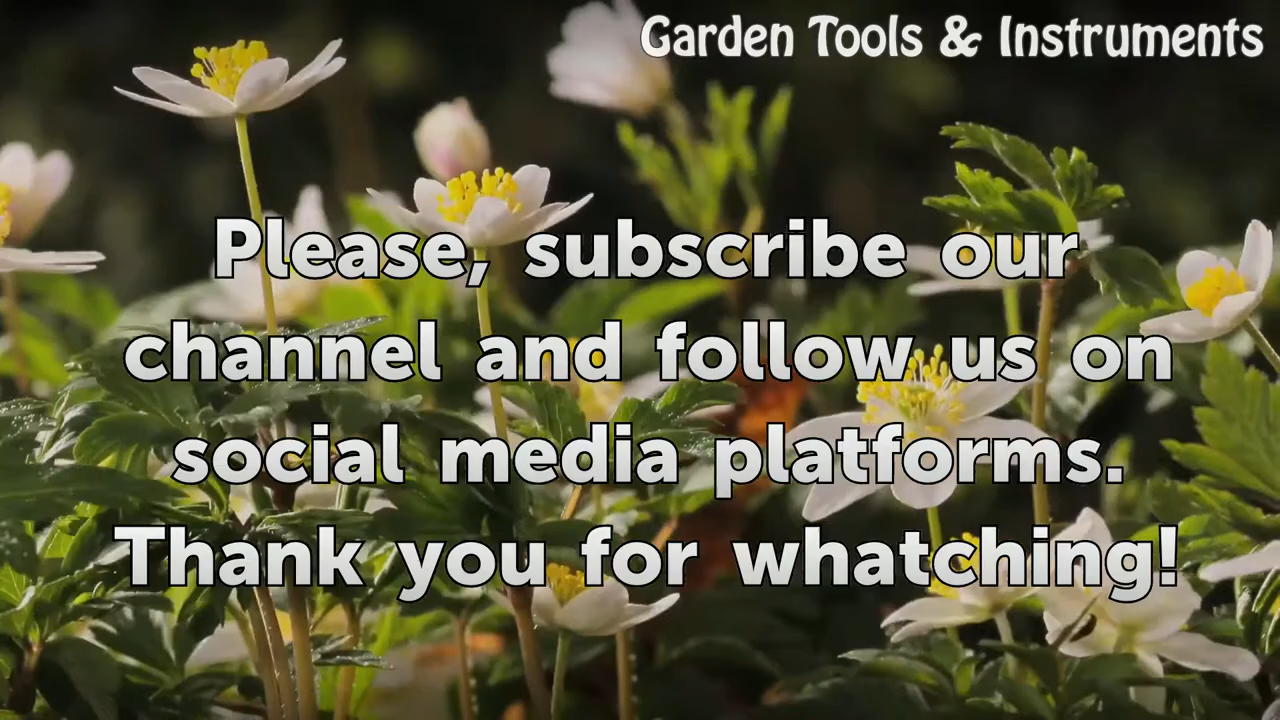 Garden Tools & Instruments
Please, subscribe our
channel and follow us on
social media platforms.
Thank you for whatching!